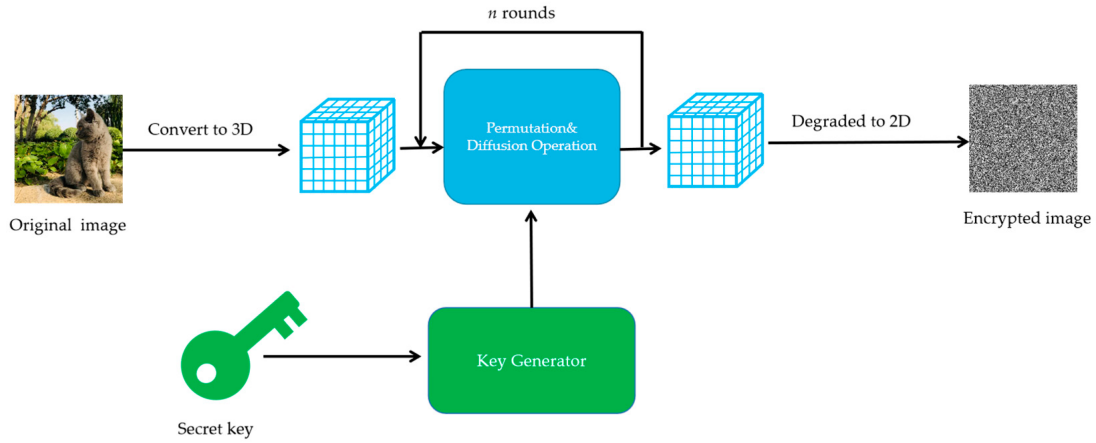 n rounds
Convert to 3D
Permutation&
Diffusion Operation
Degraded to 2D
Original image
Encrypted image
Key Generator
Secret key